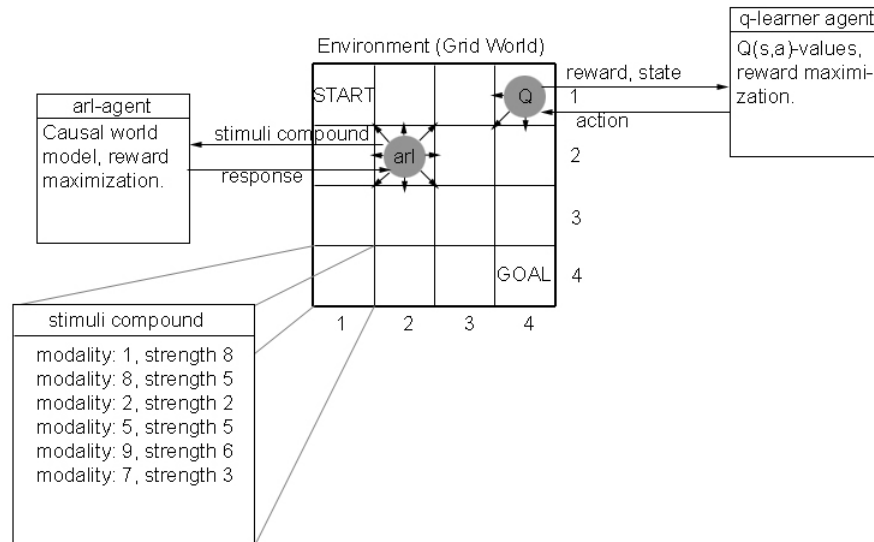 q-learner agent
Q(s,a)-values,
reward maximi-
zation.
Environment (Grid World)
reward, state
action
START
Q
1
arl-agent
Causal world
model, reward
maximization.
stimuli compound
response
arl
2
3
GOAL
4
1
2
3
4
stimuli compound
modality: 1, strength 8
modality: 8, strength 5
modality: 2, strength 2
modality: 5, strength 5
modality: 9, strength 6
modality: 7, strength 3